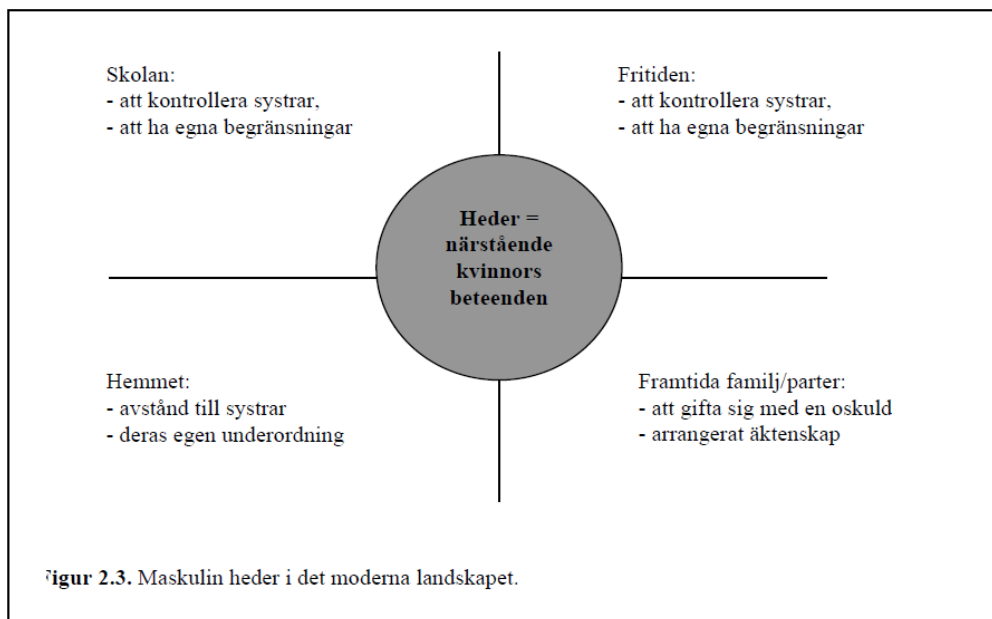 Skolan:
- att kontrollera systrar,
- att ha egna begränsningar
Fritiden:
- att kontrollera systrar,
- att ha egna begränsningar
Heder =
närstående
kvinnors
beteenden
Hemmet:
- avstånd till systrar
- deras egen underordning
Framtida familj/parter:
- att gifta sig med en oskuld
- arrangerat äktenskap
Figur 2.3. Maskulin heder i det moderna landskapet.